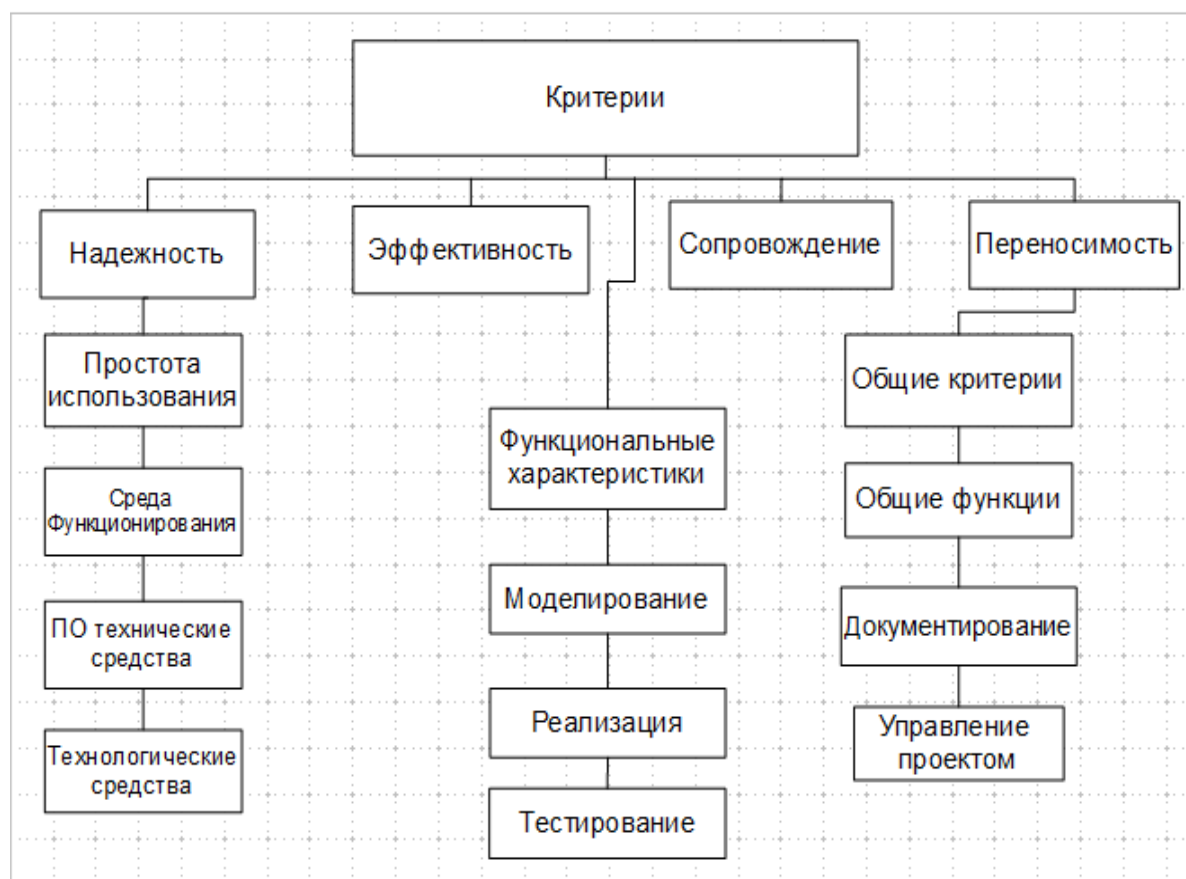 Критерии
Надежность
Эффективность
Сопровождение
Переносимость
Простота
использования
Среда
Функционирования
ПО технические
средства
Технологические
средства
Функциональные
характеристики
Моделирование
Реализация
Тестирование
Общие критерии
Общие функции
Документирование
Управление
проектом